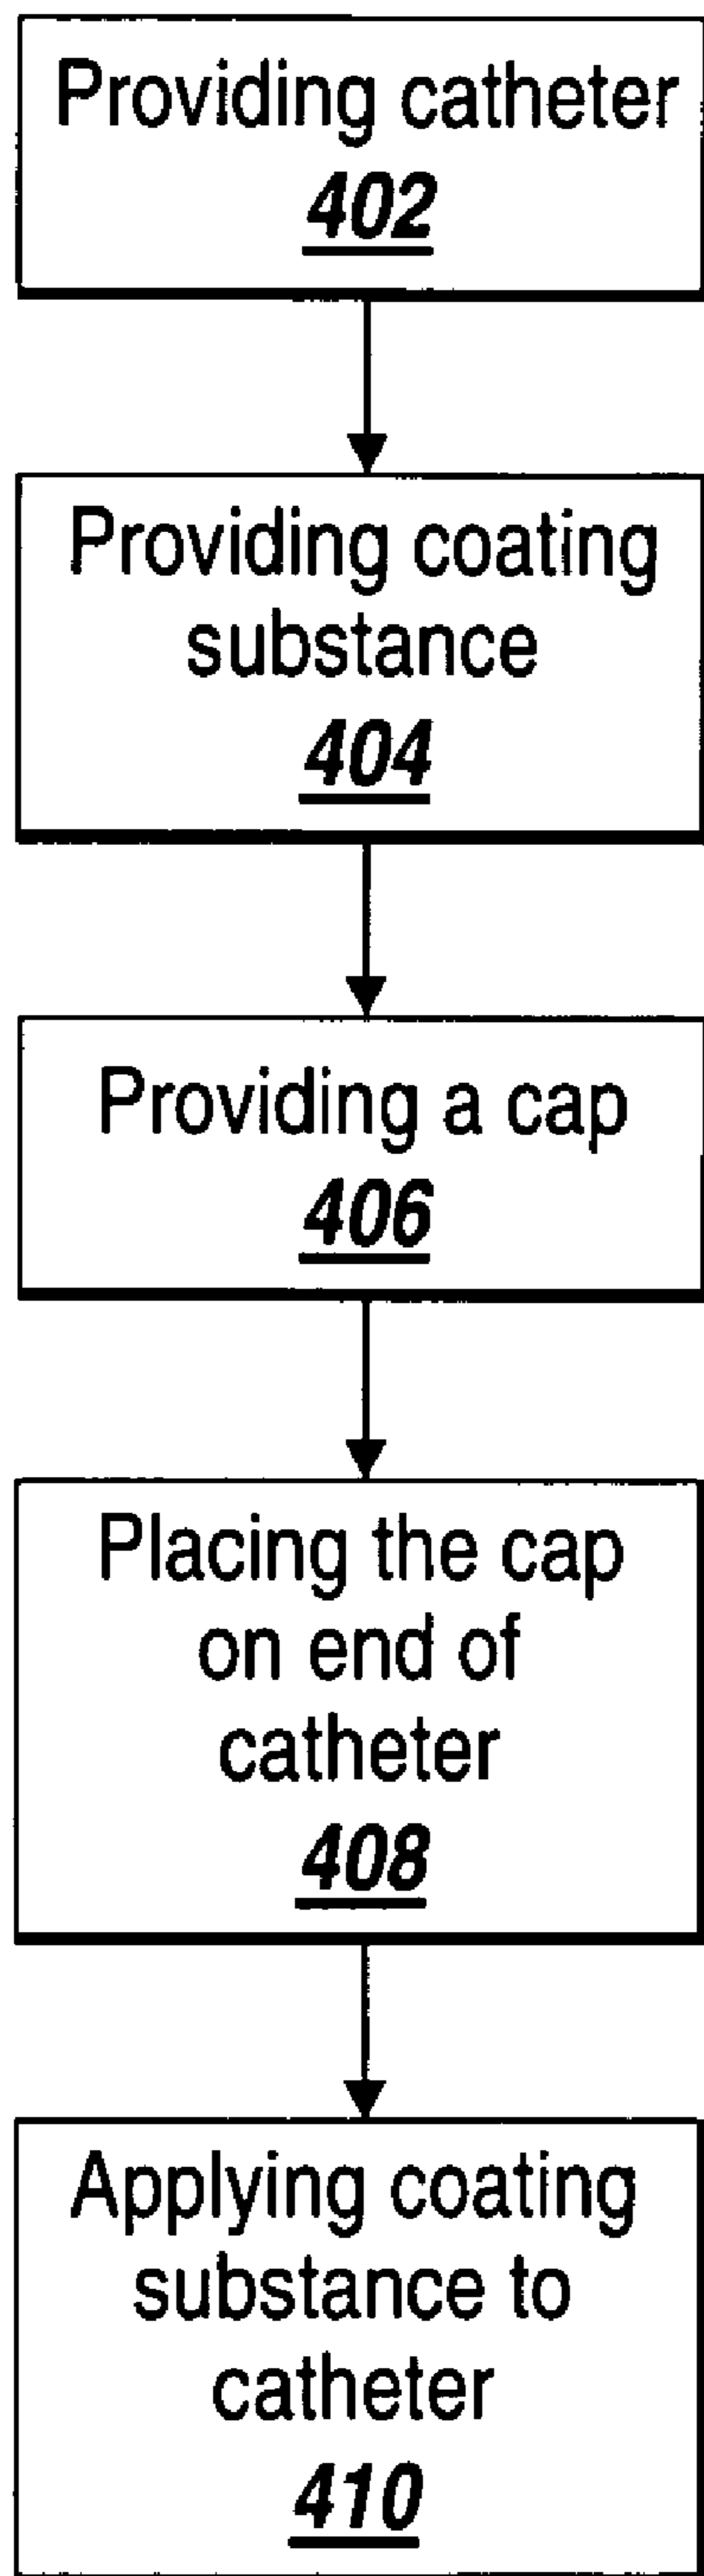 Providing catheter
402
Providing coating
substance
404
Providing a cap
406
Placing the cap
on end of
catheter
408
Applying coating
substance to
catheter
410